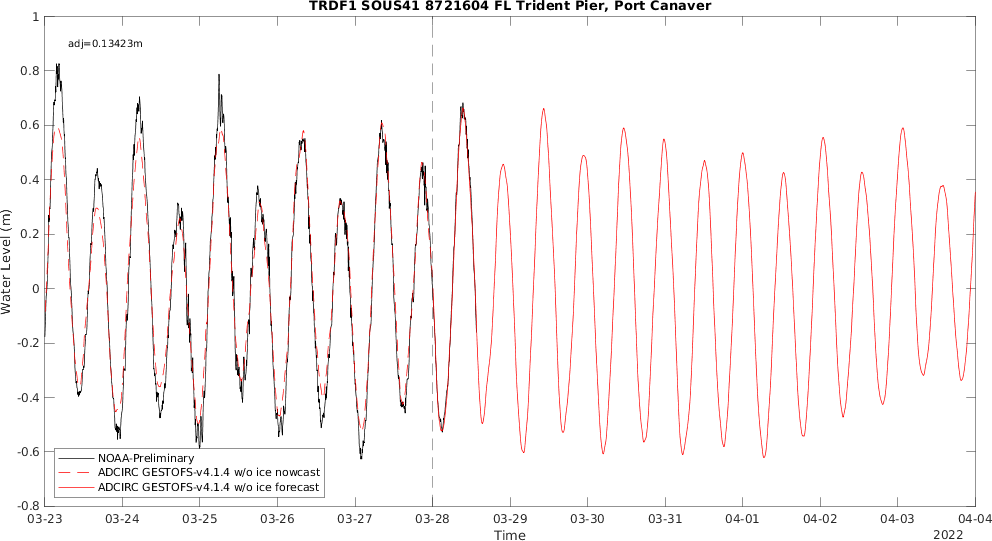 TRDF1 SOUS41 8721604 FL Trident Pier, Port Canaver
adj=0.13423m
1
0.8
0.6
0.4
0.2
0
-0.2
-0.4
-0.6
-0.8
Water Level (m)
NOAA-Preliminary
ADCIRC GESTOFS-v4.1.4 w/o ice nowcast
ADCIRC GESTOFS-v4.1.4 w/o ice forecast
03-23 03-24 03-25 03-26 03-27 03-28 03-29 03-30 03-31 04-01 04-02 04-03 04-04
Time
2022